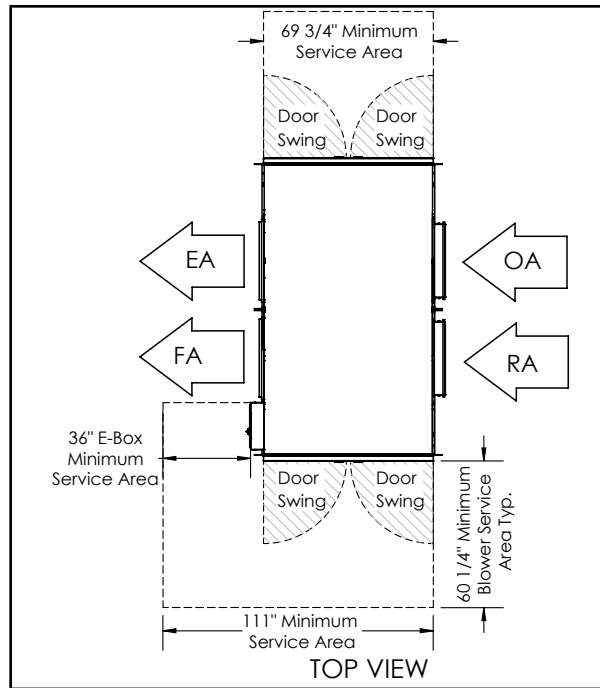 69 3/4" Minimum
Service Area
Door
Swing
Door
Swing
EA
OA
FA
RA
36" E-Box
Minimum
Service Area
Door
Swing
Door
Swing
60 1/4" Minimum
Blower Service
Area Typ.
111" Minimum
Service Area
TOP VIEW